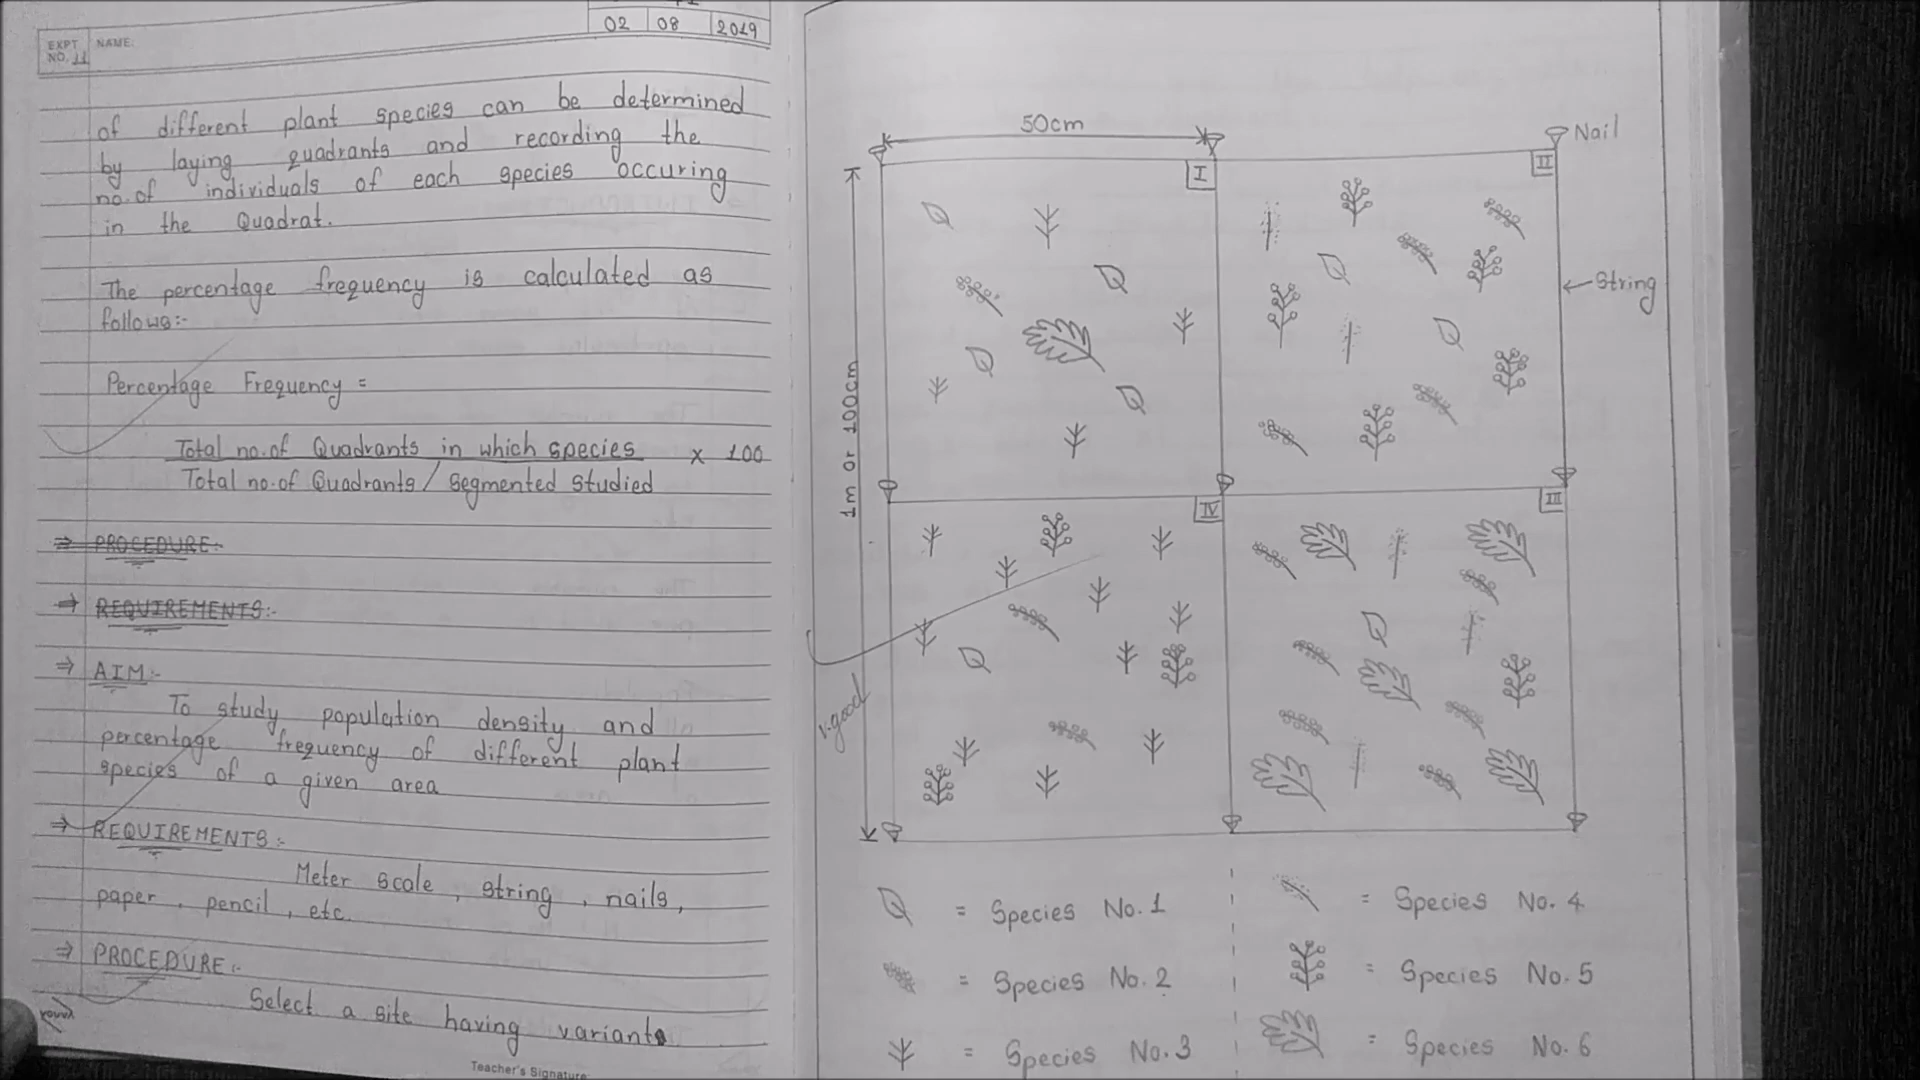 02 08 2019
EXPT. NO. 11 NAME:
of different plant species can be determined
by laying quadrants and recording the
no. of individuals of each species occuring
in the Quadrat.
The percentage frequency is calculated as
follows:-
Percentage Frequency =
Total no. of Quadrants in which species x 100
Total no. of Quadrants / Segmented studied
⇒ PROCEDURE:-
⇒ REQUIREMENTS:-
⇒ AIM:-
To study population density and
percentage frequency of different plant
species of a given area
⇒ REQUIREMENTS:-
Meter scale, string, nails,
paper, pencil, etc.
⇒ PROCEDURE:-
Select a site having variants
Teacher's Signature
50cm
Nail
I
II
String
1m or 100cm
IV
III
v.good
= Species No. 1
= Species No. 4
= Species No. 2
= Species No. 5
= Species No. 3
= Species No. 6